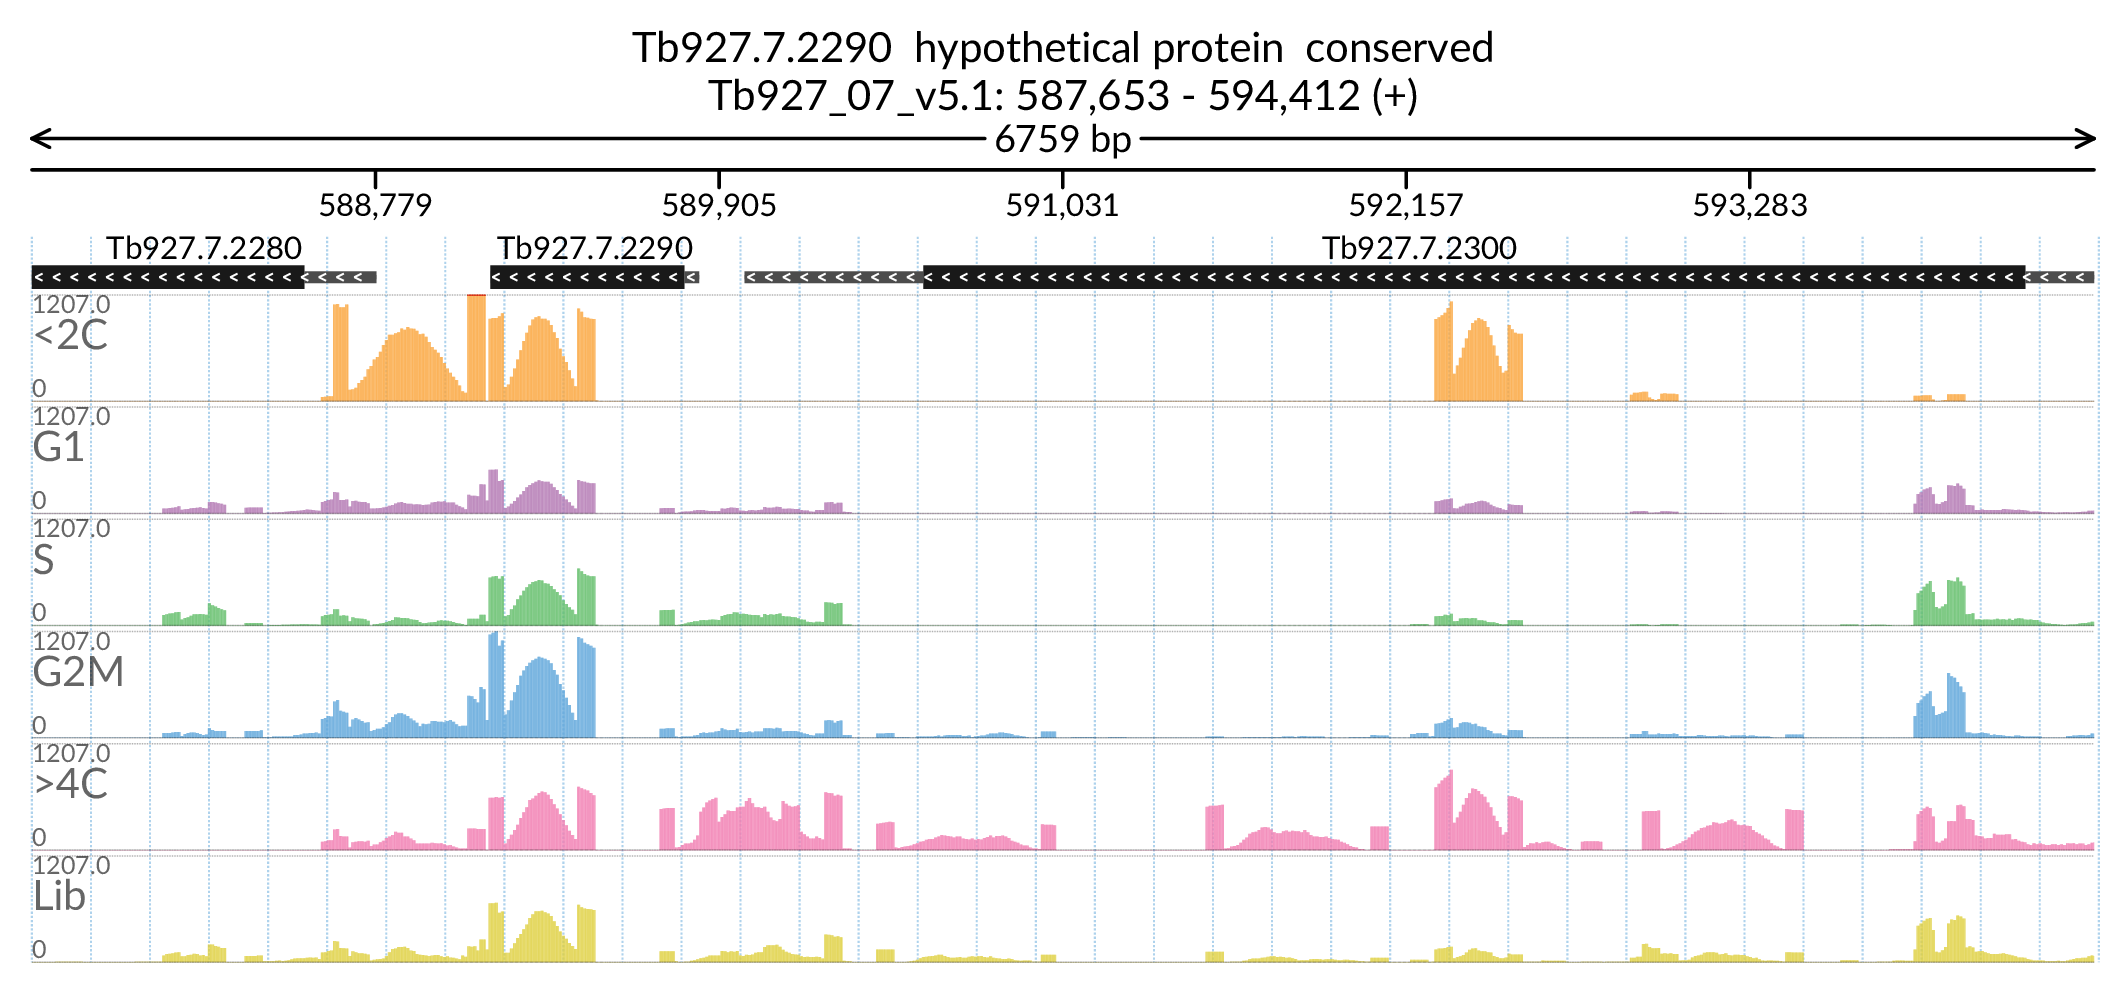 Tb927.7.2290  hypothetical protein  conserved
Tb927_07_v5.1: 587,653 - 594,412 (+)
6759 bp
588,779 589,905 591,031 592,157 593,283
Tb927.7.2280 Tb927.7.2290 Tb927.7.2300
1207.0
<2C
0
1207.0
G1
0
1207.0
S
0
1207.0
G2M
0
1207.0
>4C
0
1207.0
Lib
0